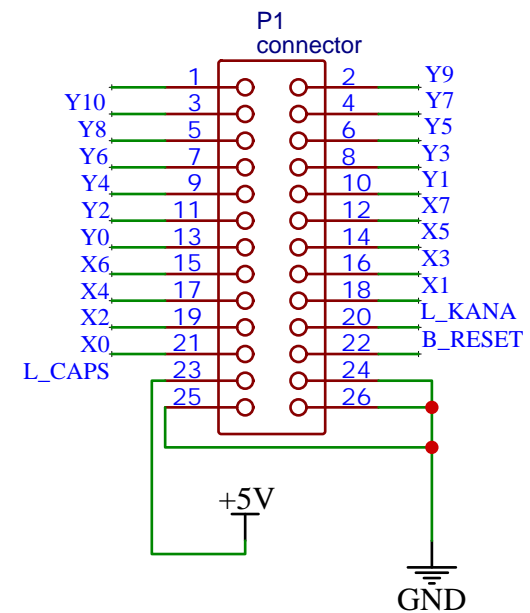 P1
connector
1 2 Y9
Y10 3 4 Y7
Y8 5 6 Y5
Y6 7 8 Y3
Y4 9 10 Y1
Y2 11 12 X7
Y0 13 14 X5
X6 15 16 X3
X4 17 18 X1
X2 19 20 L_KANA
X0 21 22 B_RESET
L_CAPS 23 24
25 26
+5V
GND